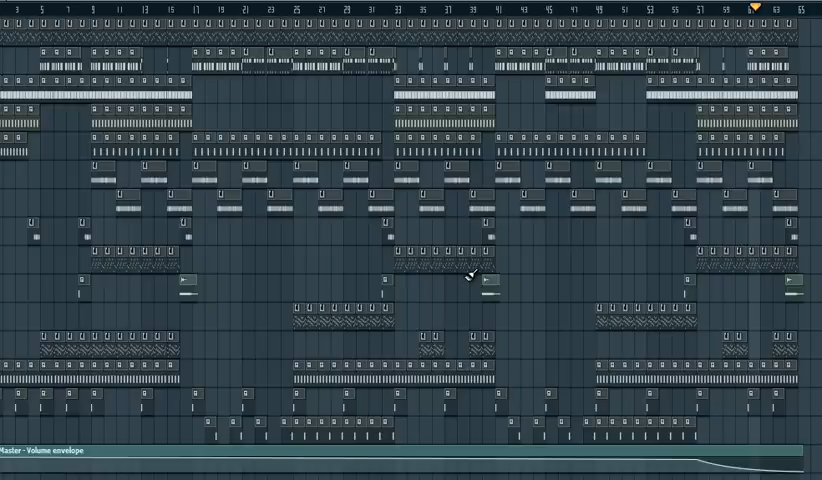 3 5 7 9 11 13 15 17 19 21 23 25 27 29 31 33 35 37 39 41 43 45 47 49 51 53 55 57 59 63 65
Master - Volume envelope